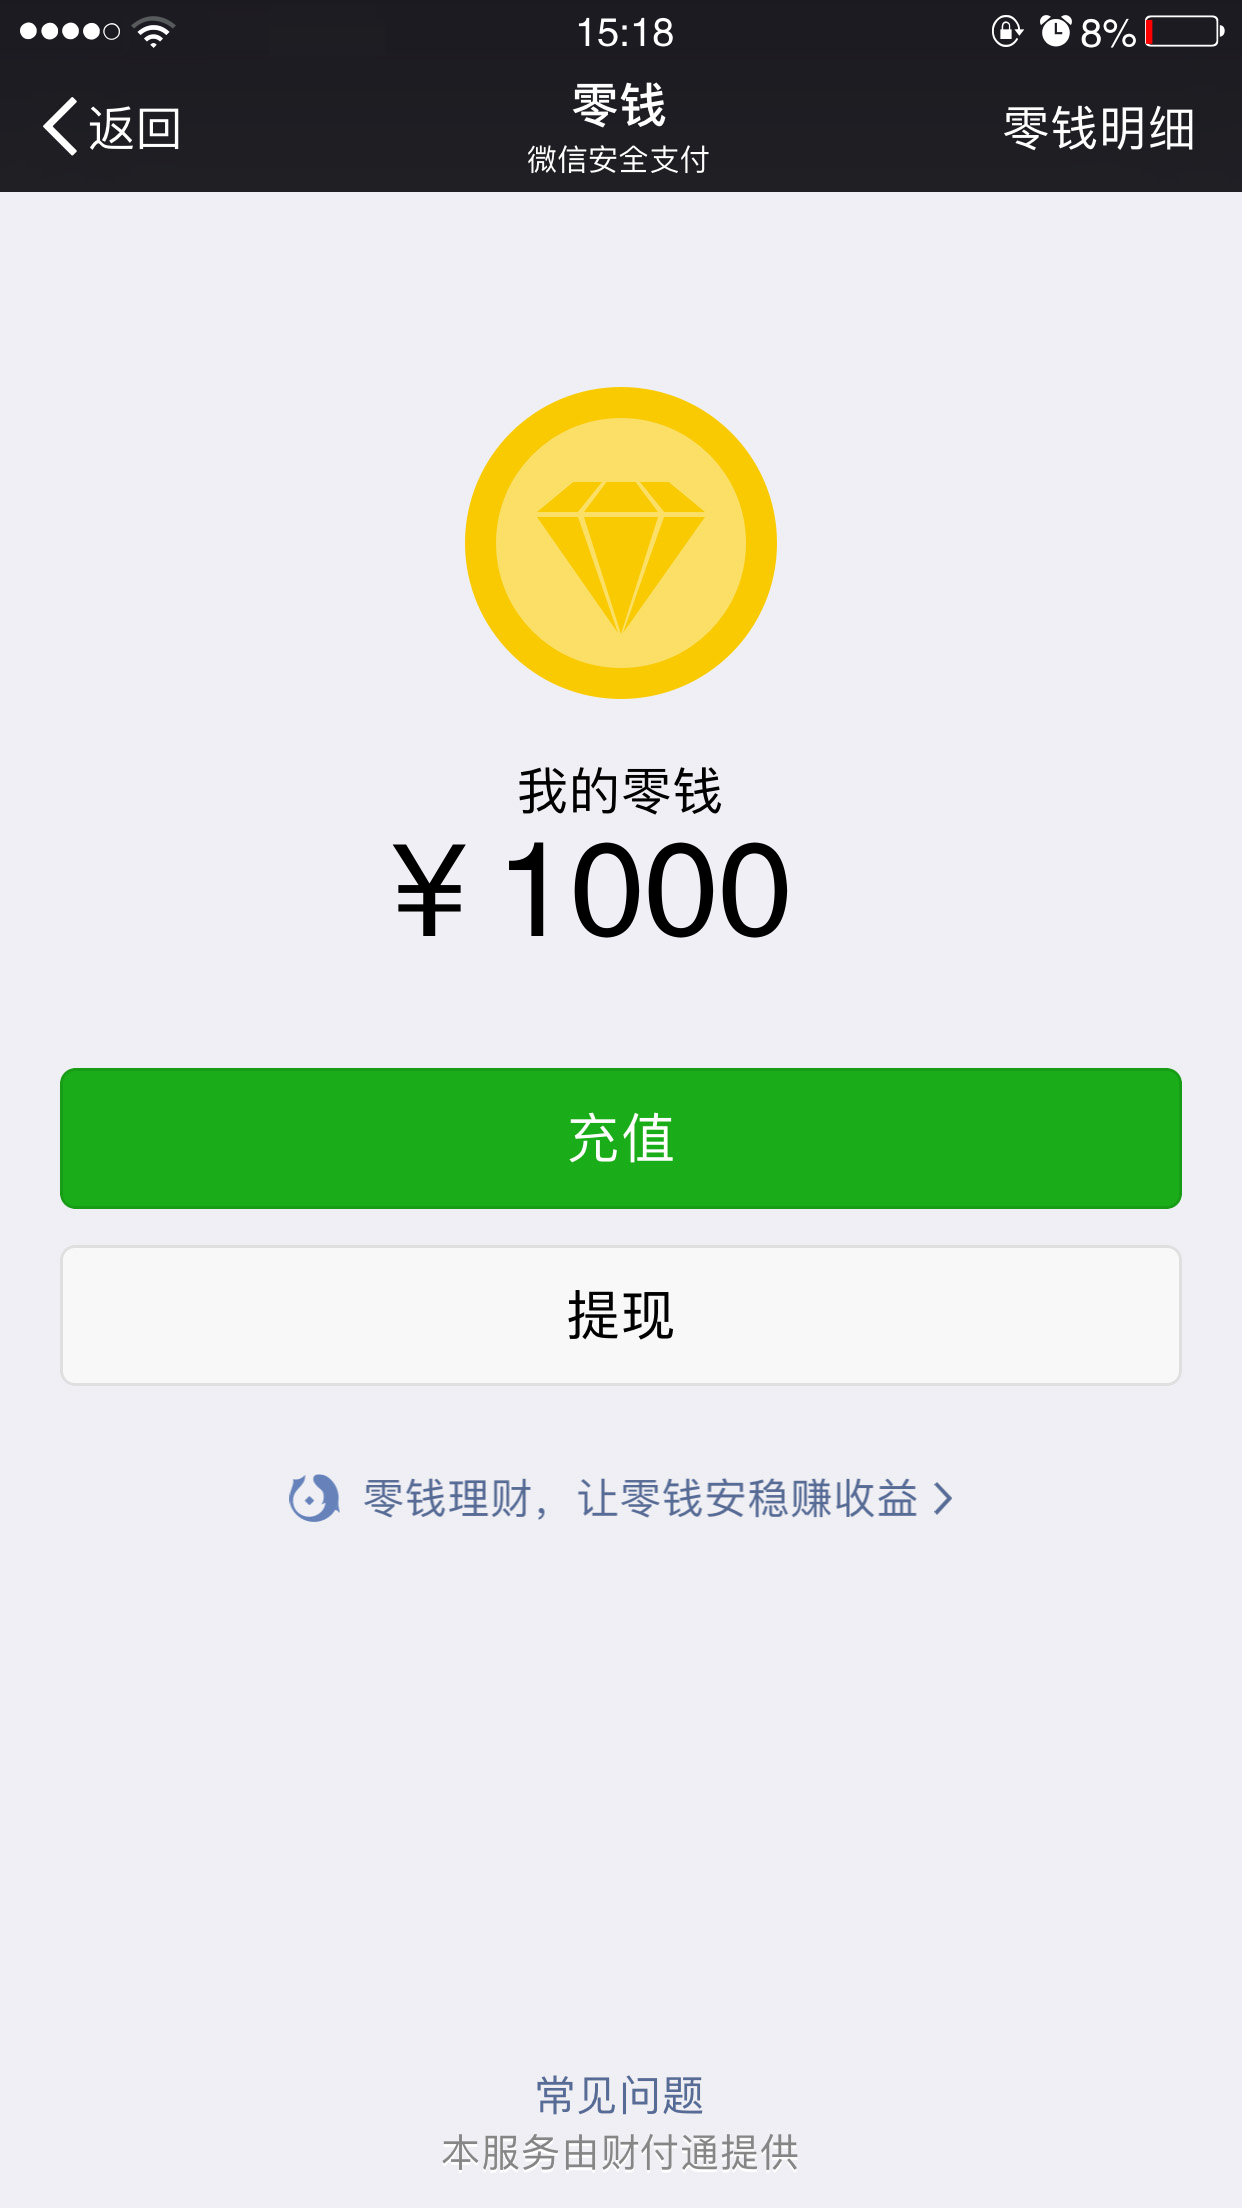 15:18
8%
返回
零钱
零钱明细
微信安全支付
我的零钱
¥ 1000
充值
提现
零钱理财，让零钱安稳赚收益
常见问题
本服务由财付通提供